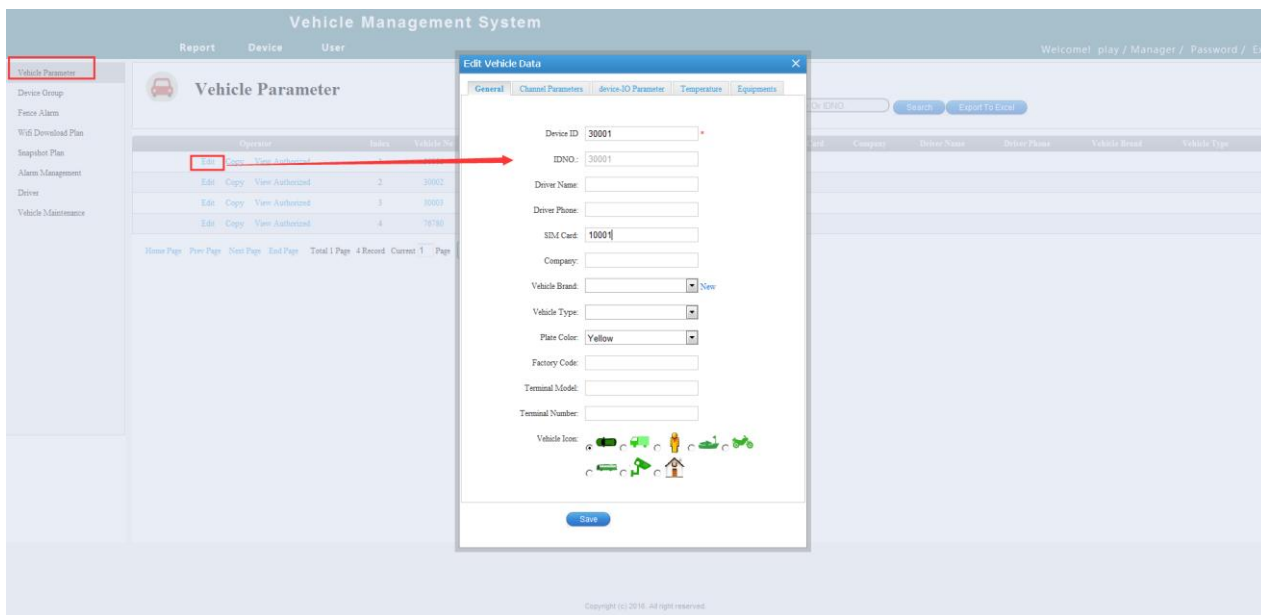 Vehicle Management System
Report Device User
Welcome! play / Manager / Password /
Vehicle Parameter
Device Group
Fence Alarm
Wifi Download Plan
Snapshot Plan
Alarm Management
Driver
Vehicle Maintenance
Vehicle Parameter
Or IDNO Search Export To Excel
Operator Index Vehicle No Card Company Driver Name Driver Phone Vehicle Brand Vehicle Type
Edit Copy View Authorized
Edit Copy View Authorized 2 30002
Edit Copy View Authorized 3 30003
Edit Copy View Authorized 4 78780
Home Page Prev Page Next Page End Page Total 1 Page 4 Record Current 1 Page
Edit Vehicle Data
General Channel Parameters device-IO Parameter Temperature Equipments
Device ID 30001 *
IDNO.: 30001
Driver Name:
Driver Phone:
SIM Card: 10001
Company:
Vehicle Brand: New
Vehicle Type:
Plate Color: Yellow
Factory Code:
Terminal Model:
Terminal Number:
Vehicle Icon:
Save
Copyright (c) 2016. All right reserved.